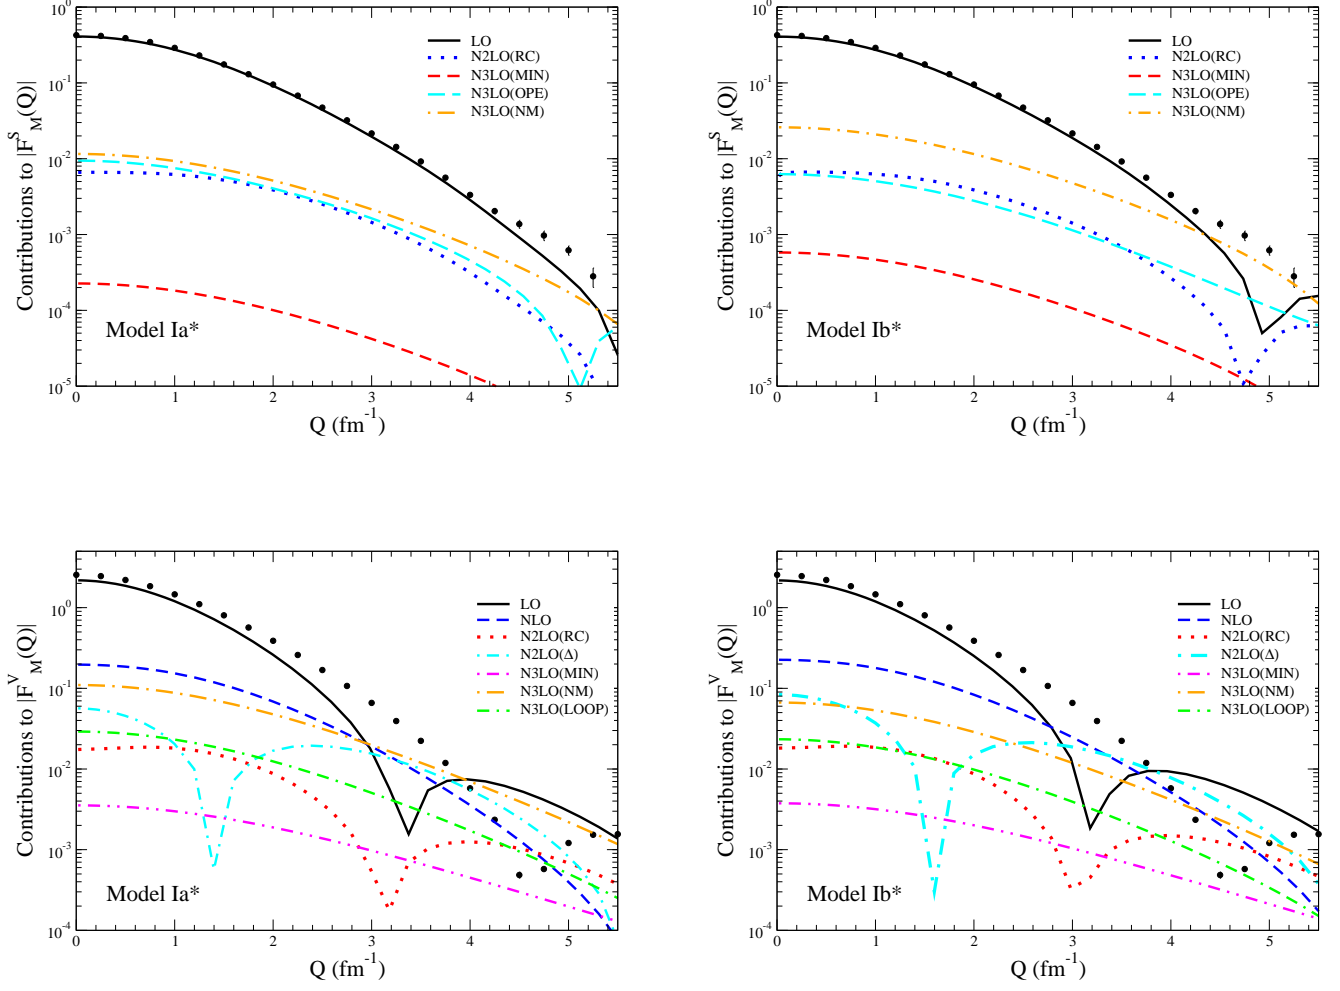 10^0
10^-1
10^-2
10^-3
10^-4
10^-5
Contributions to |F^S_M(Q)|
LO
N2LO(RC)
N3LO(MIN)
N3LO(OPE)
N3LO(NM)
Model Ia*
0 1 2 3 4 5
Q (fm^-1)
10^0
10^-1
10^-2
10^-3
10^-4
10^-5
Contributions to |F^S_M(Q)|
LO
N2LO(RC)
N3LO(MIN)
N3LO(OPE)
N3LO(NM)
Model Ib*
0 1 2 3 4 5
Q (fm^-1)
10^0
10^-1
10^-2
10^-3
10^-4
Contributions to |F^V_M(Q)|
LO
NLO
N2LO(RC)
N2LO(Δ)
N3LO(MIN)
N3LO(NM)
N3LO(LOOP)
Model Ia*
0 1 2 3 4 5
Q (fm^-1)
10^0
10^-1
10^-2
10^-3
10^-4
Contributions to |F^V_M(Q)|
LO
NLO
N2LO(RC)
N2LO(Δ)
N3LO(MIN)
N3LO(NM)
N3LO(LOOP)
Model Ib*
0 1 2 3 4 5
Q (fm^-1)